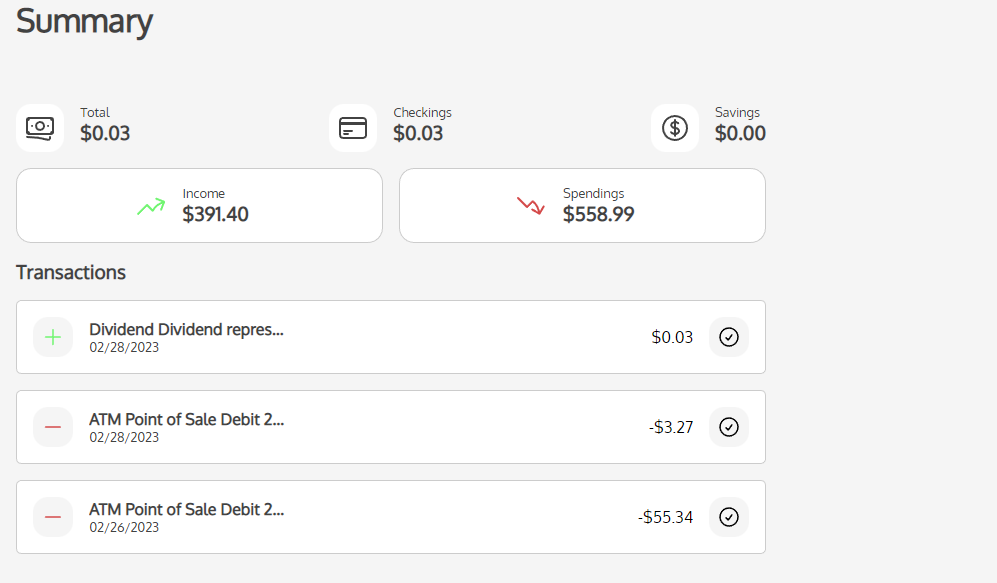 Summary
Total
$0.03
Checkings
$0.03
Savings
$0.00
Income
$391.40
Spendings
$558.99
Transactions
Dividend Dividend repres...
02/28/2023
$0.03
ATM Point of Sale Debit 2...
02/28/2023
-$3.27
ATM Point of Sale Debit 2...
02/26/2023
-$55.34